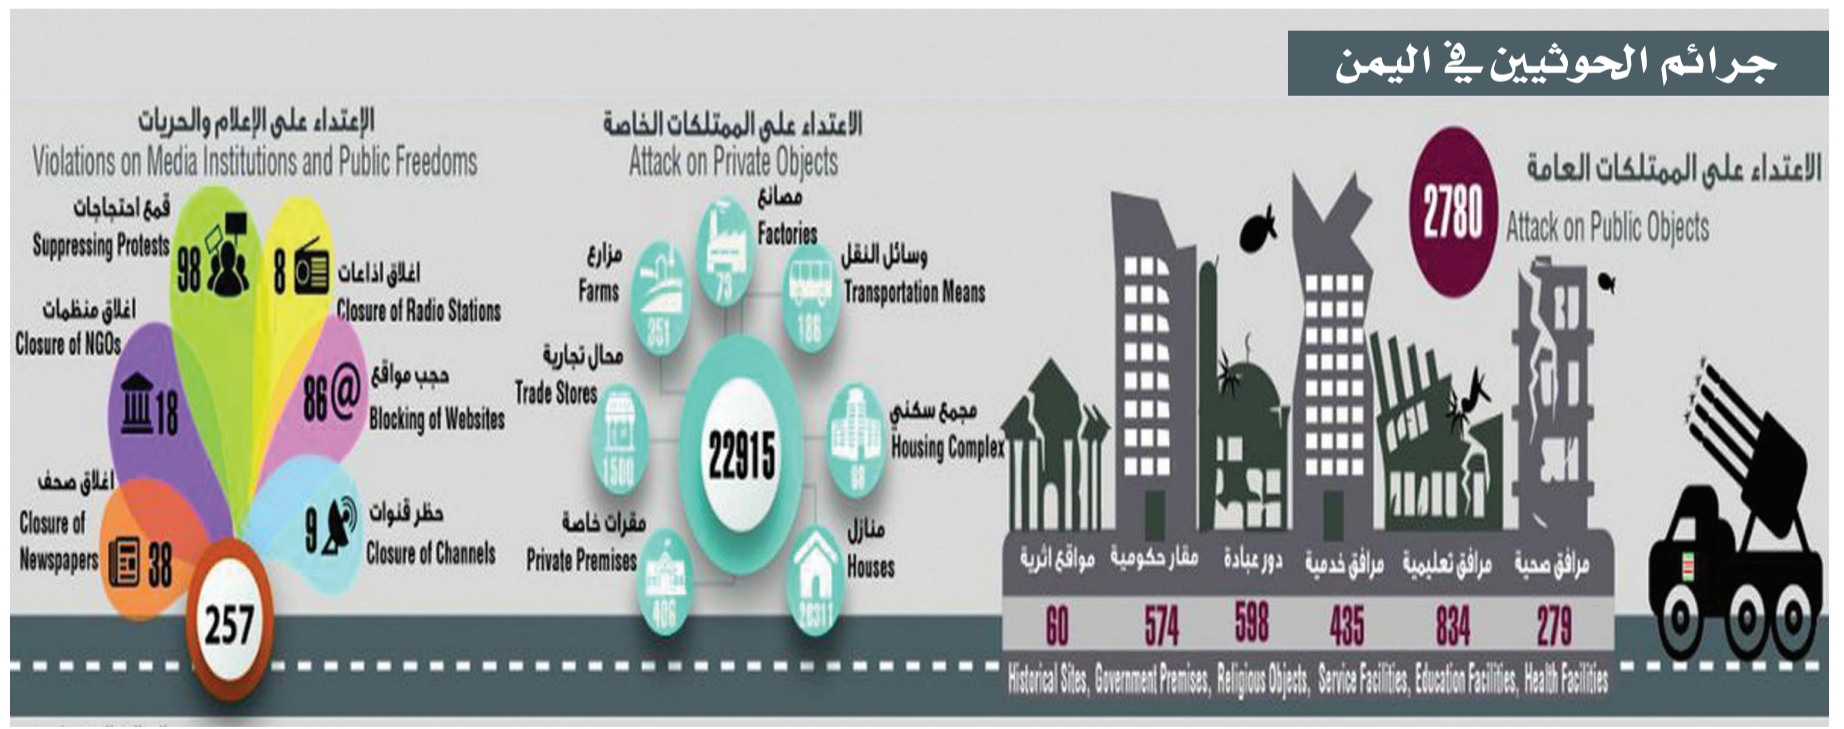 جرائم الحوثيين في اليمن
الاعتداء على الممتلكات العامة
Attack on Public Objects
2780
مواقع اثرية
مقار حكومية
دور عبادة
مرافق خدمية
مرافق تعليمية
مرافق صحية
60
574
598
435
834
279
Historical Sites, Government Premises, Religious Objects, Service Facilities, Education Facilities, Health Facilities
الاعتداء على الممتلكات الخاصة
Attack on Private Objects
مصانع
Factories
73
وسائل النقل
Transportation Means
186
مزارع
Farms
351
محال تجارية
Trade Stores
1500
مجمع سكني
Housing Complex
22915
مقرات خاصة
Private Premises
406
منازل
Houses
الإعتداء على الإعلام والحريات
Violations on Media Institutions and Public Freedoms
قمع احتجاجات
Suppressing Protests
98
8
اغلاق اذاعات
Closure of Radio Stations
اغلاق منظمات
Closure of NGOs
18
86
حجب مواقع
Blocking of Websites
اغلاق صحف
Closure of
Newspapers
38
9
حظر قنوات
Closure of Channels
257